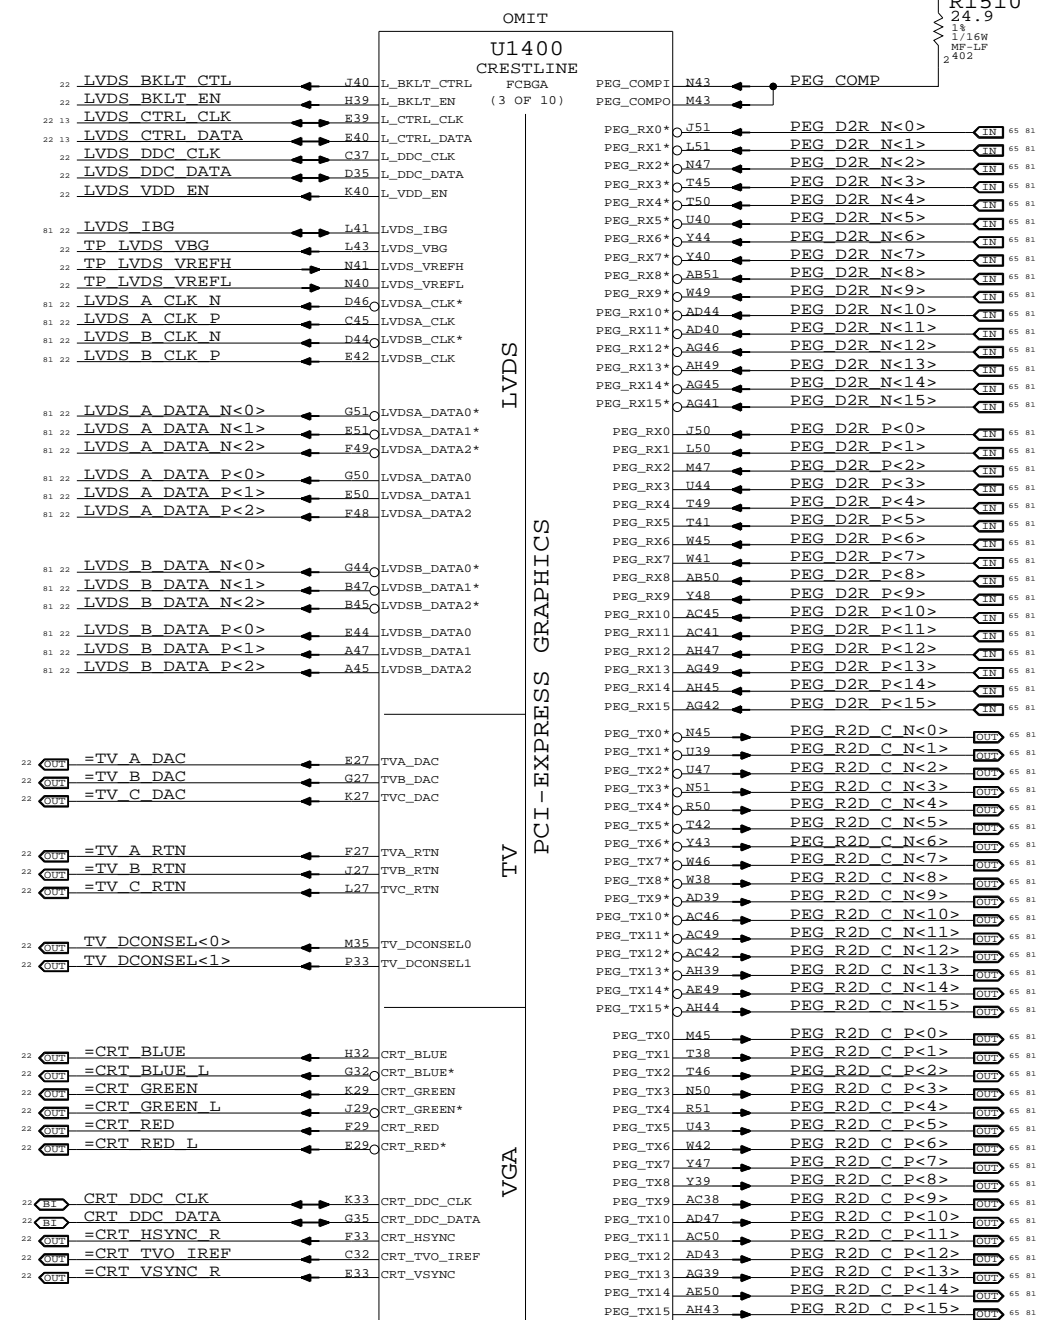 OMIT
R1510
24.9
1%
1/16W
MF-LF
402
2
U1400
CRESTLINE
FCBGA
(3 OF 10)
22 LVDS_BKLT_CTL J40 L_BKLT_CTRL
22 LVDS_BKLT_EN H39 L_BKLT_EN
22 13 LVDS_CTRL_CLK E39 L_CTRL_CLK
22 13 LVDS_CTRL_DATA E40 L_CTRL_DATA
22 LVDS_DDC_CLK C37 L_DDC_CLK
22 LVDS_DDC_DATA D35 L_DDC_DATA
22 LVDS_VDD_EN K40 L_VDD_EN
81 22 LVDS_IBG L41 LVDS_IBG
22 TP_LVDS_VBG L43 LVDS_VBG
22 TP_LVDS_VREFH N41 LVDS_VREFH
22 TP_LVDS_VREFL N40 LVDS_VREFL
81 22 LVDS_A_CLK_N D46 LVDSA_CLK*
81 22 LVDS_A_CLK_P C45 LVDSA_CLK
81 22 LVDS_B_CLK_N D44 LVDSB_CLK*
81 22 LVDS_B_CLK_P E42 LVDSB_CLK
81 22 LVDS_A_DATA_N<0> G51 LVDSA_DATA0*
81 22 LVDS_A_DATA_N<1> E51 LVDSA_DATA1*
81 22 LVDS_A_DATA_N<2> F49 LVDSA_DATA2*
81 22 LVDS_A_DATA_P<0> G50 LVDSA_DATA0
81 22 LVDS_A_DATA_P<1> E50 LVDSA_DATA1
81 22 LVDS_A_DATA_P<2> F48 LVDSA_DATA2
81 22 LVDS_B_DATA_N<0> G44 LVDSB_DATA0*
81 22 LVDS_B_DATA_N<1> B47 LVDSB_DATA1*
81 22 LVDS_B_DATA_N<2> B45 LVDSB_DATA2*
81 22 LVDS_B_DATA_P<0> E44 LVDSB_DATA0
81 22 LVDS_B_DATA_P<1> A47 LVDSB_DATA1
81 22 LVDS_B_DATA_P<2> A45 LVDSB_DATA2
22 OUT =TV_A_DAC E27 TVA_DAC
22 OUT =TV_B_DAC G27 TVB_DAC
22 OUT =TV_C_DAC K27 TVC_DAC
22 OUT =TV_A_RTN F27 TVA_RTN
22 OUT =TV_B_RTN J27 TVB_RTN
22 OUT =TV_C_RTN L27 TVC_RTN
22 OUT TV_DCONSEL<0> M35 TV_DCONSEL0
22 OUT TV_DCONSEL<1> P33 TV_DCONSEL1
22 OUT =CRT_BLUE H32 CRT_BLUE
22 OUT =CRT_BLUE_L G32 CRT_BLUE*
22 OUT =CRT_GREEN K29 CRT_GREEN
22 OUT =CRT_GREEN_L J29 CRT_GREEN*
22 OUT =CRT_RED F29 CRT_RED
22 OUT =CRT_RED_L E29 CRT_RED*
22 BI CRT_DDC_CLK K33 CRT_DDC_CLK
22 BI CRT_DDC_DATA G35 CRT_DDC_DATA
22 OUT =CRT_HSYNC_R F33 CRT_HSYNC
22 OUT =CRT_TVO_IREF C32 CRT_TVO_IREF
22 OUT =CRT_VSYNC_R E33 CRT_VSYNC
LVDS
TV
VGA
PCI-EXPRESS GRAPHICS
PEG_COMPI N43 PEG_COMP
PEG_COMPO M43
PEG_RX0* J51 PEG_D2R_N<0> IN 65 81
PEG_RX1* L51 PEG_D2R_N<1> IN 65 81
PEG_RX2* N47 PEG_D2R_N<2> IN 65 81
PEG_RX3* T45 PEG_D2R_N<3> IN 65 81
PEG_RX4* T50 PEG_D2R_N<4> IN 65 81
PEG_RX5* U40 PEG_D2R_N<5> IN 65 81
PEG_RX6* Y44 PEG_D2R_N<6> IN 65 81
PEG_RX7* Y40 PEG_D2R_N<7> IN 65 81
PEG_RX8* AB51 PEG_D2R_N<8> IN 65 81
PEG_RX9* W49 PEG_D2R_N<9> IN 65 81
PEG_RX10* AD44 PEG_D2R_N<10> IN 65 81
PEG_RX11* AD40 PEG_D2R_N<11> IN 65 81
PEG_RX12* AG46 PEG_D2R_N<12> IN 65 81
PEG_RX13* AH49 PEG_D2R_N<13> IN 65 81
PEG_RX14* AG45 PEG_D2R_N<14> IN 65 81
PEG_RX15* AG41 PEG_D2R_N<15> IN 65 81
PEG_RX0 J50 PEG_D2R_P<0> IN 65 81
PEG_RX1 L50 PEG_D2R_P<1> IN 65 81
PEG_RX2 M47 PEG_D2R_P<2> IN 65 81
PEG_RX3 U44 PEG_D2R_P<3> IN 65 81
PEG_RX4 T49 PEG_D2R_P<4> IN 65 81
PEG_RX5 T41 PEG_D2R_P<5> IN 65 81
PEG_RX6 W45 PEG_D2R_P<6> IN 65 81
PEG_RX7 W41 PEG_D2R_P<7> IN 65 81
PEG_RX8 AB50 PEG_D2R_P<8> IN 65 81
PEG_RX9 Y48 PEG_D2R_P<9> IN 65 81
PEG_RX10 AC45 PEG_D2R_P<10> IN 65 81
PEG_RX11 AC41 PEG_D2R_P<11> IN 65 81
PEG_RX12 AH47 PEG_D2R_P<12> IN 65 81
PEG_RX13 AG49 PEG_D2R_P<13> IN 65 81
PEG_RX14 AH45 PEG_D2R_P<14> IN 65 81
PEG_RX15 AG42 PEG_D2R_P<15> IN 65 81
PEG_TX0* N45 PEG_R2D_C_N<0> OUT 65 81
PEG_TX1* U39 PEG_R2D_C_N<1> OUT 65 81
PEG_TX2* U47 PEG_R2D_C_N<2> OUT 65 81
PEG_TX3* N51 PEG_R2D_C_N<3> OUT 65 81
PEG_TX4* R50 PEG_R2D_C_N<4> OUT 65 81
PEG_TX5* T42 PEG_R2D_C_N<5> OUT 65 81
PEG_TX6* Y43 PEG_R2D_C_N<6> OUT 65 81
PEG_TX7* W46 PEG_R2D_C_N<7> OUT 65 81
PEG_TX8* W38 PEG_R2D_C_N<8> OUT 65 81
PEG_TX9* AD39 PEG_R2D_C_N<9> OUT 65 81
PEG_TX10* AC46 PEG_R2D_C_N<10> OUT 65 81
PEG_TX11* AC49 PEG_R2D_C_N<11> OUT 65 81
PEG_TX12* AC42 PEG_R2D_C_N<12> OUT 65 81
PEG_TX13* AH39 PEG_R2D_C_N<13> OUT 65 81
PEG_TX14* AE49 PEG_R2D_C_N<14> OUT 65 81
PEG_TX15* AH44 PEG_R2D_C_N<15> OUT 65 81
PEG_TX0 M45 PEG_R2D_C_P<0> OUT 65 81
PEG_TX1 T38 PEG_R2D_C_P<1> OUT 65 81
PEG_TX2 T46 PEG_R2D_C_P<2> OUT 65 81
PEG_TX3 N50 PEG_R2D_C_P<3> OUT 65 81
PEG_TX4 R51 PEG_R2D_C_P<4> OUT 65 81
PEG_TX5 U43 PEG_R2D_C_P<5> OUT 65 81
PEG_TX6 W42 PEG_R2D_C_P<6> OUT 65 81
PEG_TX7 Y47 PEG_R2D_C_P<7> OUT 65 81
PEG_TX8 Y39 PEG_R2D_C_P<8> OUT 65 81
PEG_TX9 AC38 PEG_R2D_C_P<9> OUT 65 81
PEG_TX10 AD47 PEG_R2D_C_P<10> OUT 65 81
PEG_TX11 AC50 PEG_R2D_C_P<11> OUT 65 81
PEG_TX12 AD43 PEG_R2D_C_P<12> OUT 65 81
PEG_TX13 AG39 PEG_R2D_C_P<13> OUT 65 81
PEG_TX14 AE50 PEG_R2D_C_P<14> OUT 65 81
PEG_TX15 AH43 PEG_R2D_C_P<15> OUT 65 81